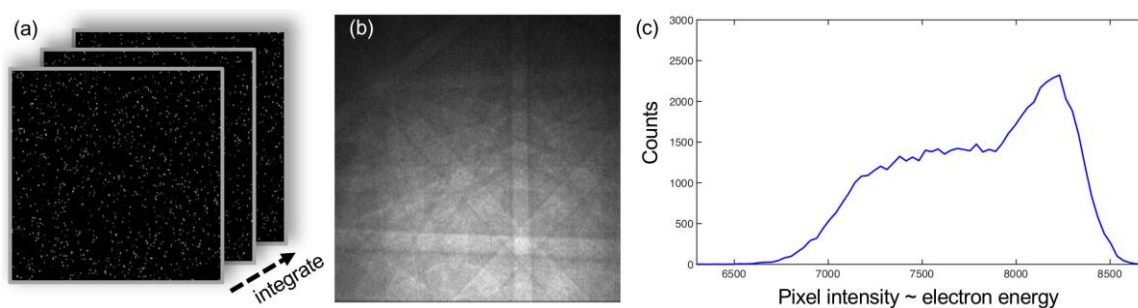 (a)
integrate
(b)
(c)
3000
2500
2000
1500
1000
500
0
Counts
6500 7000 7500 8000 8500
Pixel intensity ~ electron energy